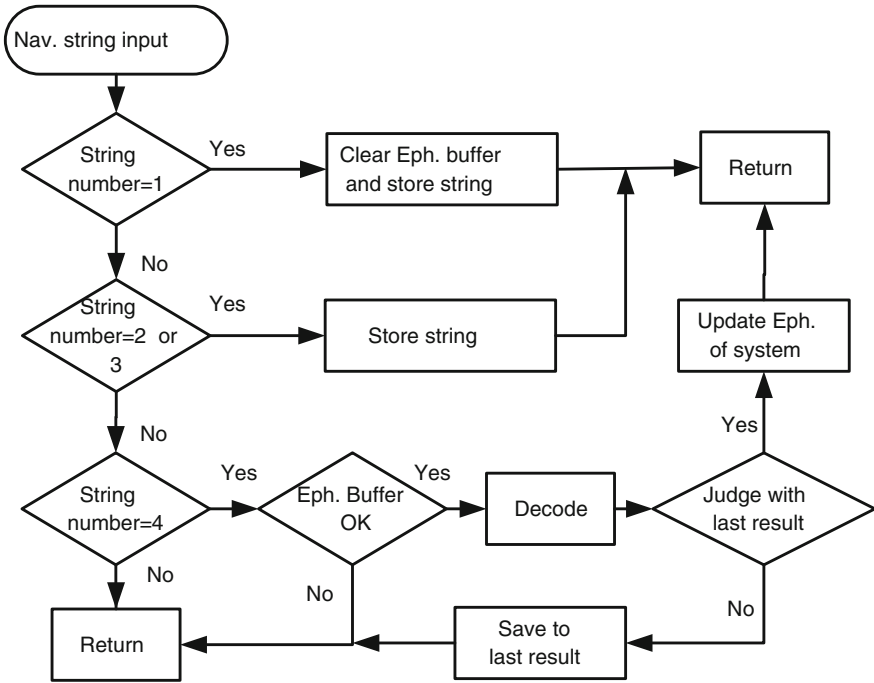 Nav. string input
String
number=1
Yes
Clear Eph. buffer
and store string
Return
No
String
number=2 or
3
Yes
Store string
Update Eph.
of system
No
Yes
String
number=4
Yes
Eph. Buffer
OK
Yes
Decode
Judge with
last result
No
No
No
Return
Save to
last result